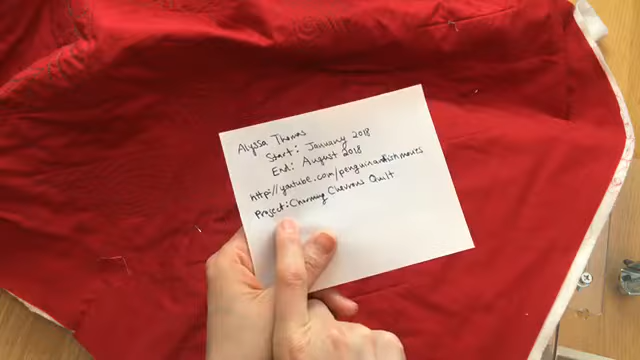 Alyssa Thomas
Start: January 2018
End: August 2018
http://youtube.com/penguinandfishmovies
Project: Charming Chevrons Quilt